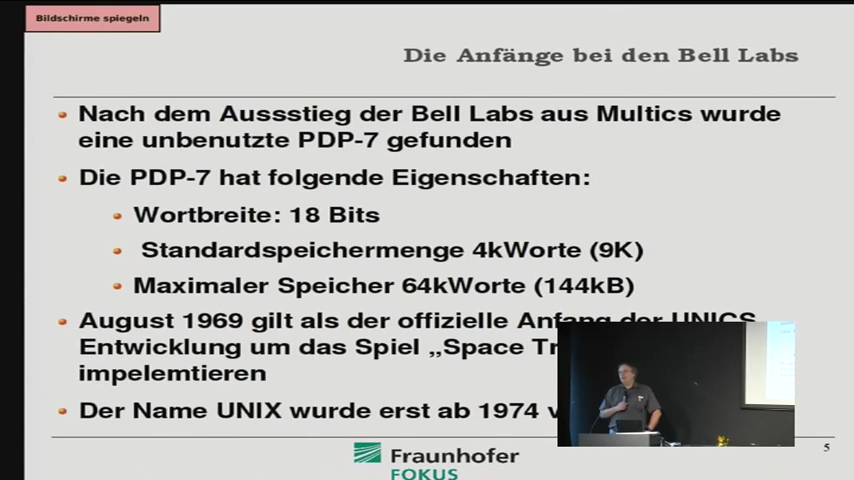 Bildschirme spiegeln
Die Anfänge bei den Bell Labs
Nach dem Aussstieg der Bell Labs aus Multics wurde
eine unbenutzte PDP-7 gefunden
Die PDP-7 hat folgende Eigenschaften:
Wortbreite: 18 Bits
Standardspeichermenge 4kWorte (9K)
Maximaler Speicher 64kWorte (144kB)
August 1969 gilt als der offizielle Anfang der UNICS
Entwicklung um das Spiel „Space
impelemtieren
Der Name UNIX wurde erst ab 1974
Fraunhofer
FOKUS
5